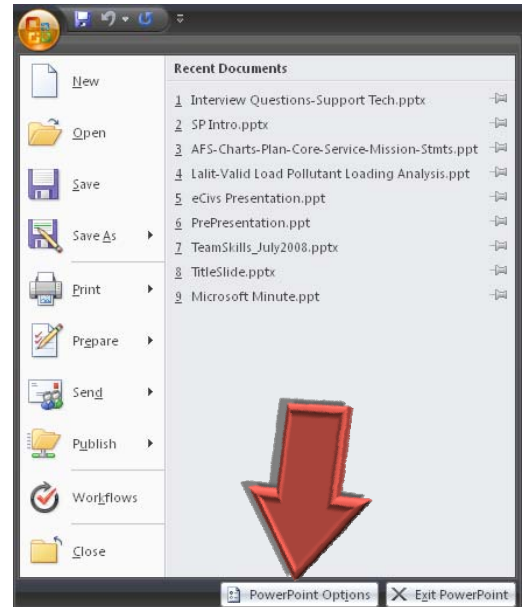 New
Open
Save
Save As
Print
Prepare
Send
Publish
Workflows
Close
Recent Documents
1 Interview Questions-Support Tech.pptx
2 SP Intro.pptx
3 AFS-Charts-Plan-Core-Service-Mission-Stmts.ppt
4 Lalit-Valid Load Pollutant Loading Analysis.ppt
5 eCivs Presentation.ppt
6 PrePresentation.ppt
7 TeamSkills_July2008.pptx
8 TitleSlide.pptx
9 Microsoft Minute.ppt
PowerPoint Options
Exit PowerPoint